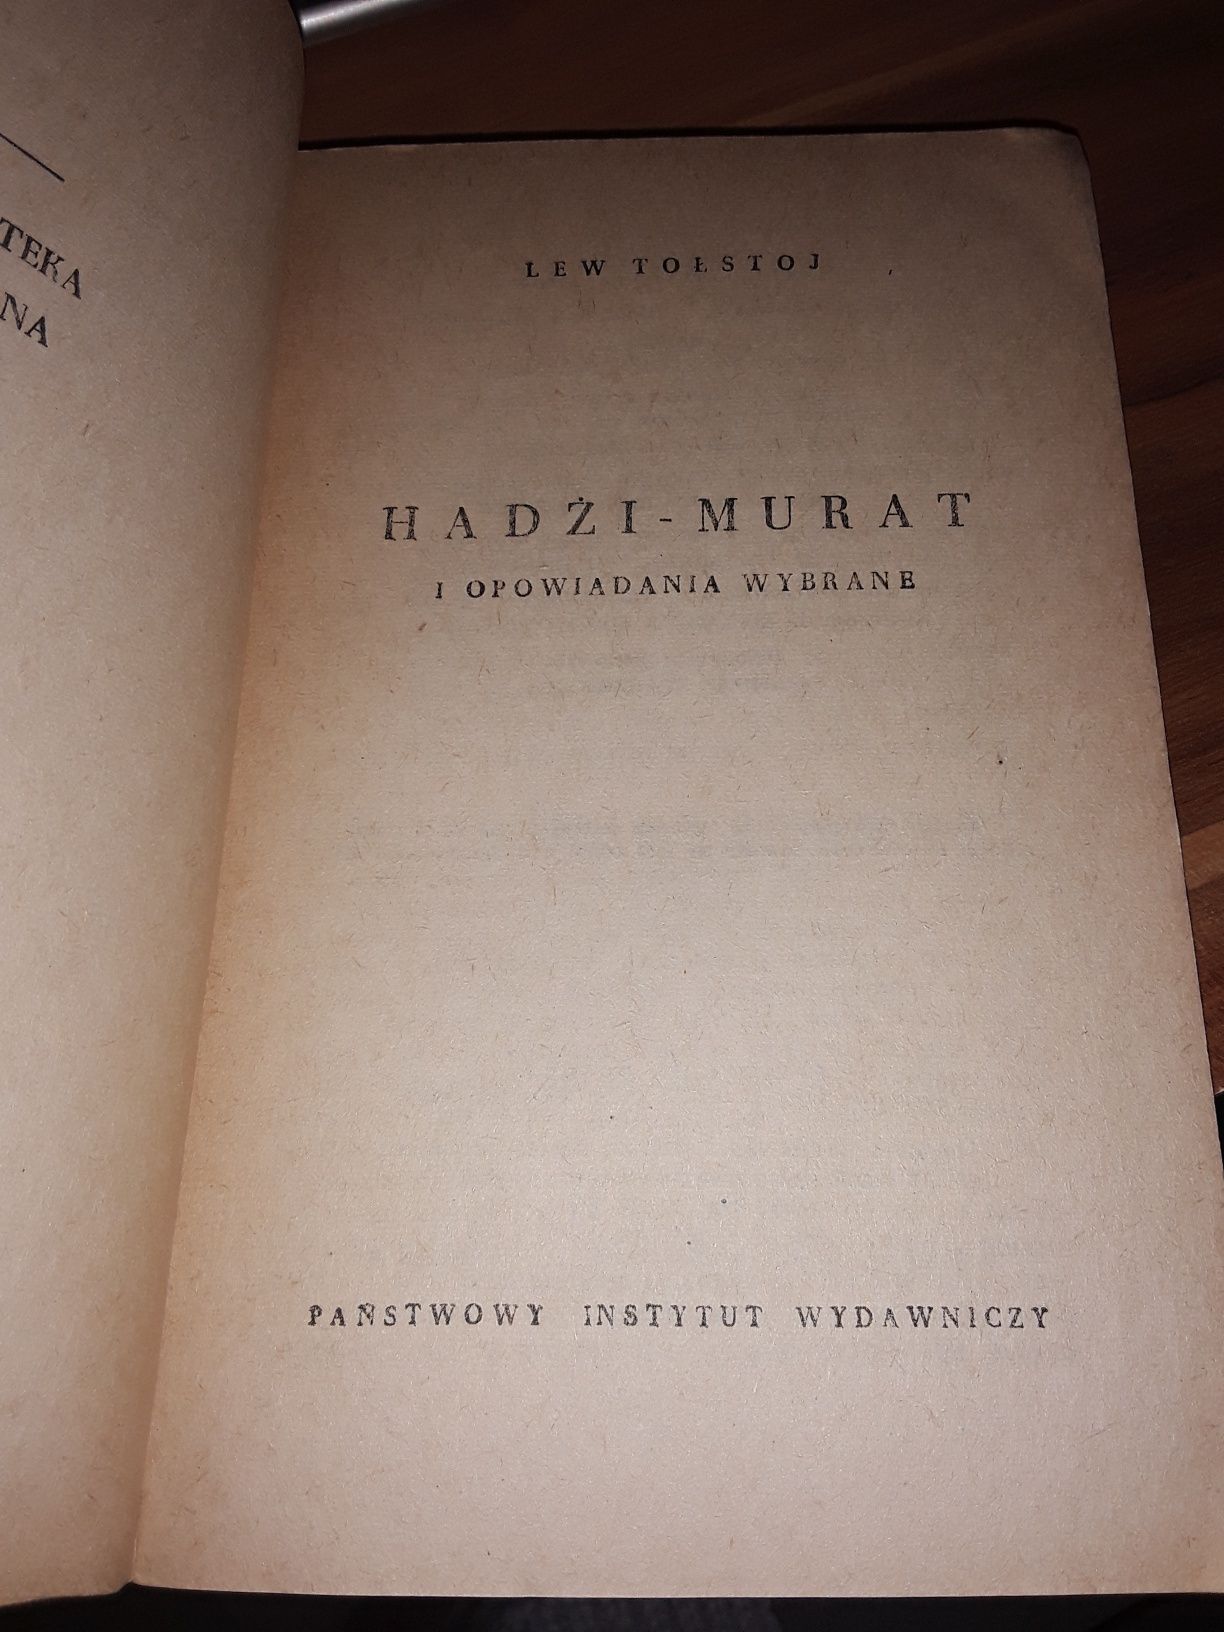 TEKA
NA
LEW TOŁSTOJ
HADŻI-MURAT
I OPOWIADANIA WYBRANE
PAŃSTWOWY INSTYTUT WYDAWNICZY